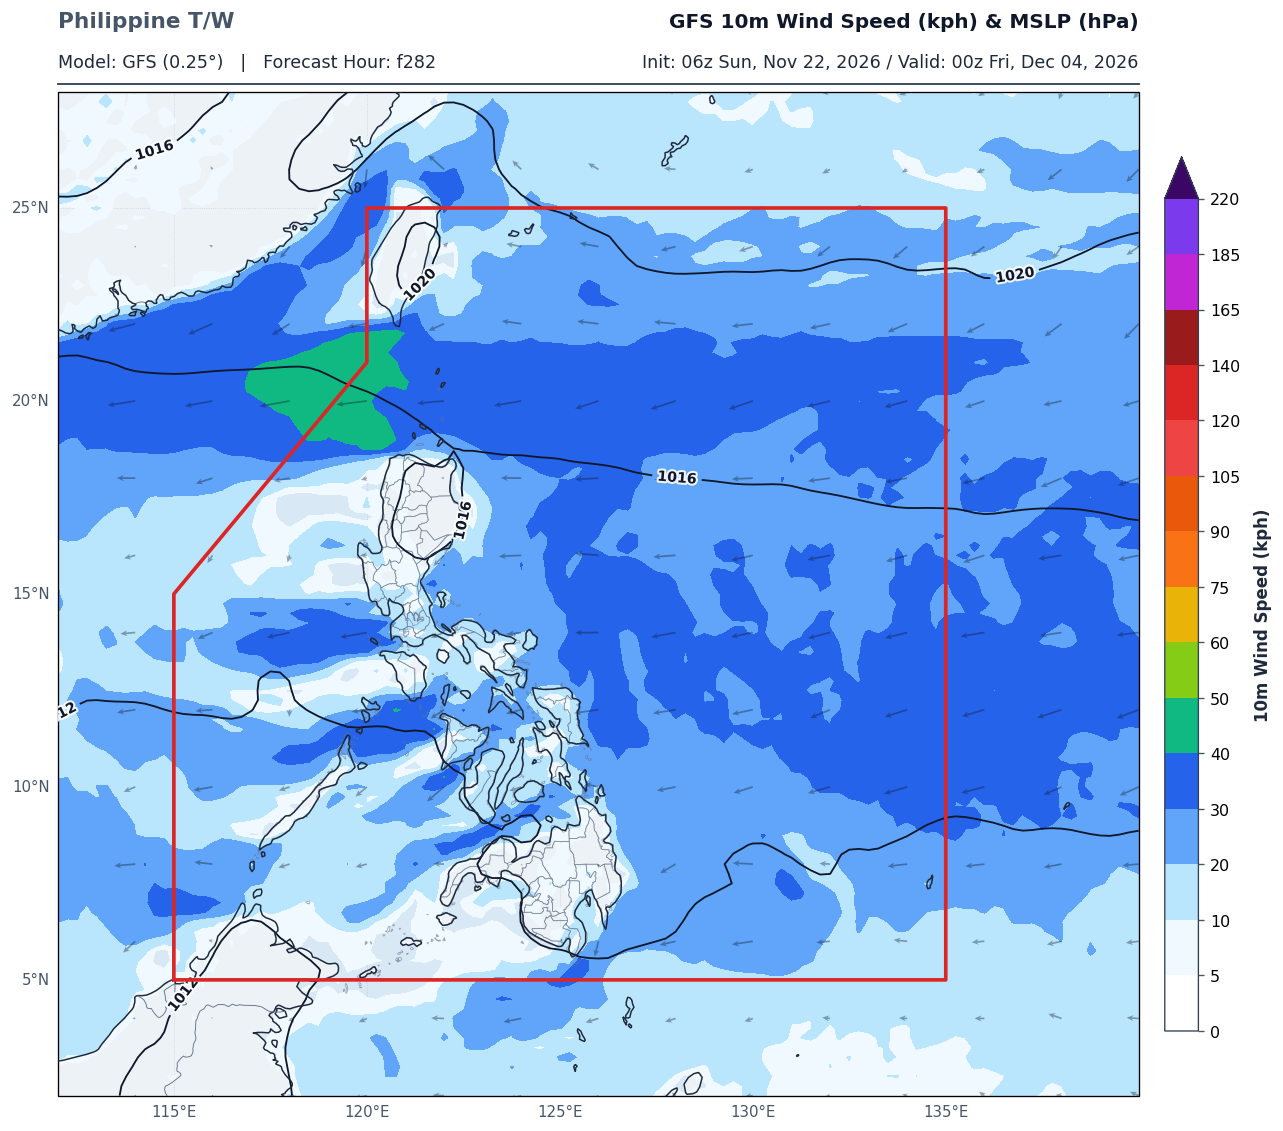 Philippine T/W
GFS 10m Wind Speed (kph) & MSLP (hPa)
Model: GFS (0.25°) | Forecast Hour: f282
Init: 06z Sun, Nov 22, 2026 / Valid: 00z Fri, Dec 04, 2026
1016
1020
1020
1016
1016
12
1012
25°N
20°N
15°N
10°N
5°N
115°E
120°E
125°E
130°E
135°E
220
185
165
140
120
105
90
75
60
50
40
30
20
10
5
0
10m Wind Speed (kph)